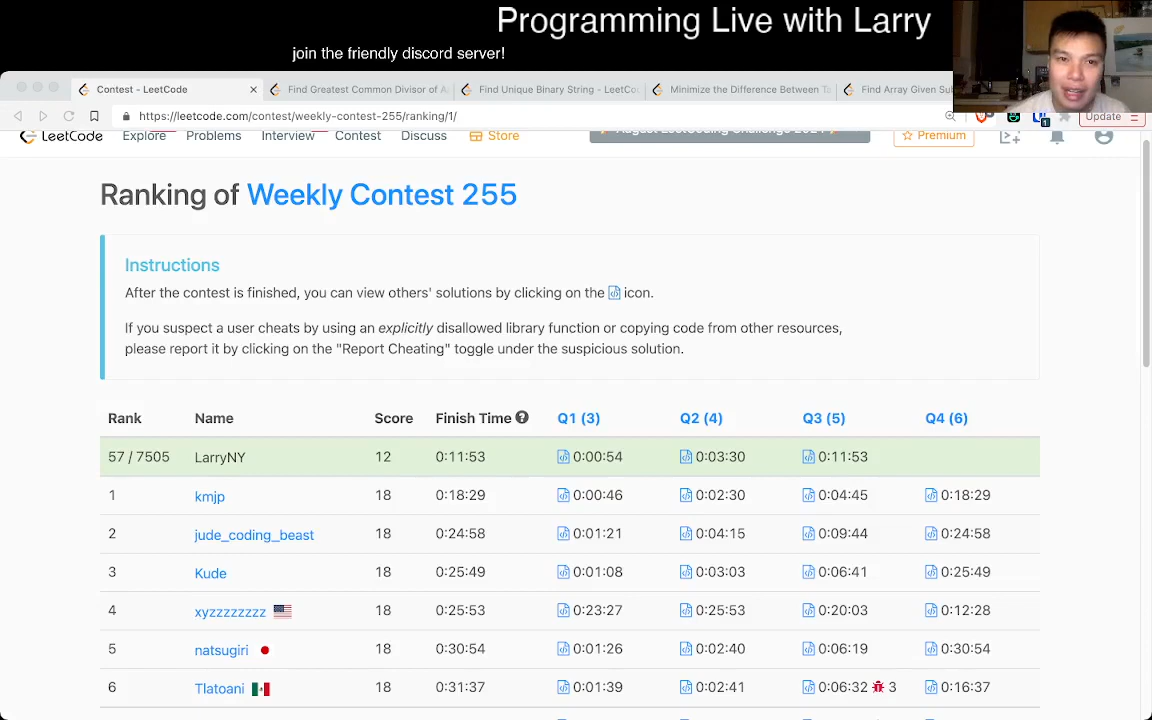 Programming Live with Larry
join the friendly discord server!
Contest - LeetCode
Find Greatest Common Divisor of A
Find Unique Binary String - LeetCo
Minimize the Difference Between Ta
Find Array Given Su
https://leetcode.com/contest/weekly-contest-255/ranking/1/
Update
LeetCode Explore Problems Interview Contest Discuss Store
Premium
Ranking of Weekly Contest 255
Instructions
After the contest is finished, you can view others' solutions by clicking on the icon.
If you suspect a user cheats by using an explicitly disallowed library function or copying code from other resources,
please report it by clicking on the "Report Cheating" toggle under the suspicious solution.
Rank Name Score Finish Time Q1 (3) Q2 (4) Q3 (5) Q4 (6)
57 / 7505 LarryNY 12 0:11:53 0:00:54 0:03:30 0:11:53
1 kmjp 18 0:18:29 0:00:46 0:02:30 0:04:45 0:18:29
2 jude_coding_beast 18 0:24:58 0:01:21 0:04:15 0:09:44 0:24:58
3 Kude 18 0:25:49 0:01:08 0:03:03 0:06:41 0:25:49
4 xyzzzzzzzz 18 0:25:53 0:23:27 0:25:53 0:20:03 0:12:28
5 natsugiri 18 0:30:54 0:01:26 0:02:40 0:06:19 0:30:54
6 Tlatoani 18 0:31:37 0:01:39 0:02:41 0:06:32 3 0:16:37